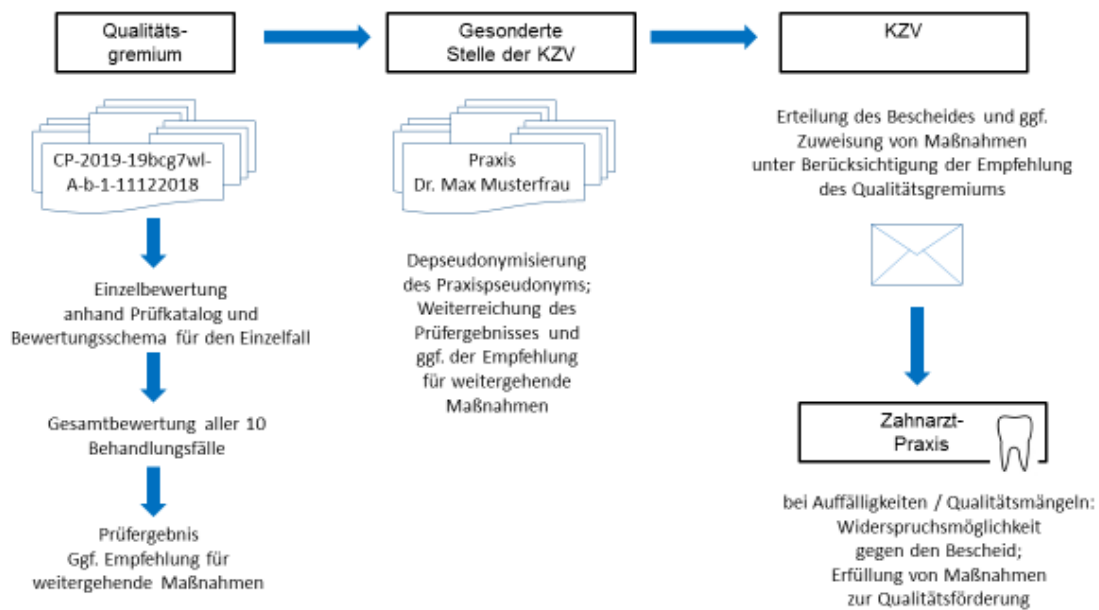 Qualitäts-
gremium
CP-2019-19bcg7wl-
A-b-1-11122018
Einzelbewertung
anhand Prüfkatalog und
Bewertungsschema für den Einzelfall
Gesamtbewertung aller 10
Behandlungsfälle
Prüfergebnis
Ggf. Empfehlung für
weitergehende Maßnahmen
Gesonderte
Stelle der KZV
Praxis
Dr. Max Musterfrau
Depseudonymisierung
des Praxispseudonyms;
Weiterreichung des
Prüfergebnisses und
ggf. der Empfehlung
für weitergehende
Maßnahmen
KZV
Erteilung des Bescheides und ggf.
Zuweisung von Maßnahmen
unter Berücksichtigung der Empfehlung
des Qualitätsgremiums
Zahnarzt-
Praxis
bei Auffälligkeiten / Qualitätsmängeln:
Widerspruchsmöglichkeit
gegen den Bescheid;
Erfüllung von Maßnahmen
zur Qualitätsförderung